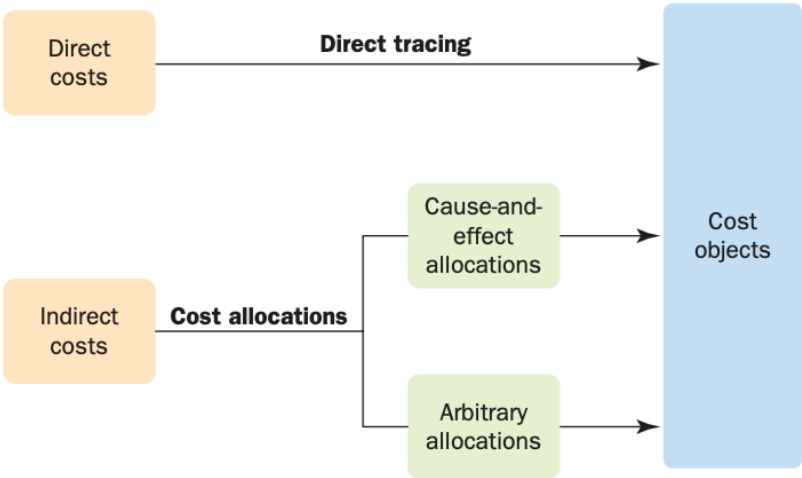 Direct
costs
Direct tracing
Cause-and-
effect
allocations
Cost
objects
Indirect
costs
Cost allocations
Arbitrary
allocations